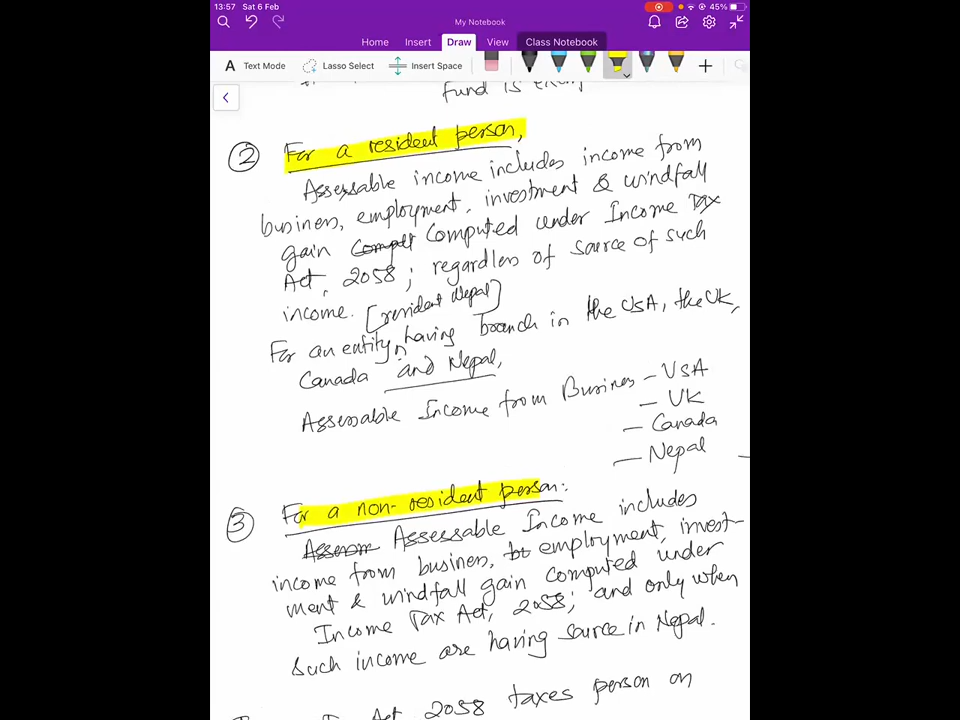 13:57 Sat 6 Feb
45%
My Notebook
Home Insert Draw View Class Notebook
Text Mode Lasso Select Insert Space
fund is
② For a resident person,
Assessable income includes income from
business, employment, investment & windfall
gain Computed under Income Tax
Act, 2058; regardless of source of such
income. [resident Nepal]
For an entity having branch in the USA, the UK,
Canada and Nepal,
Assessable Income from Business – USA
– UK
– Canada
– Nepal
③ For a non-resident person:
Assessable Income includes
income from business, employment, invest-
ment & windfall gain computed under
Income Tax Act, 2058; and only when
such income are having source in Nepal.
Act 2058 taxes person on